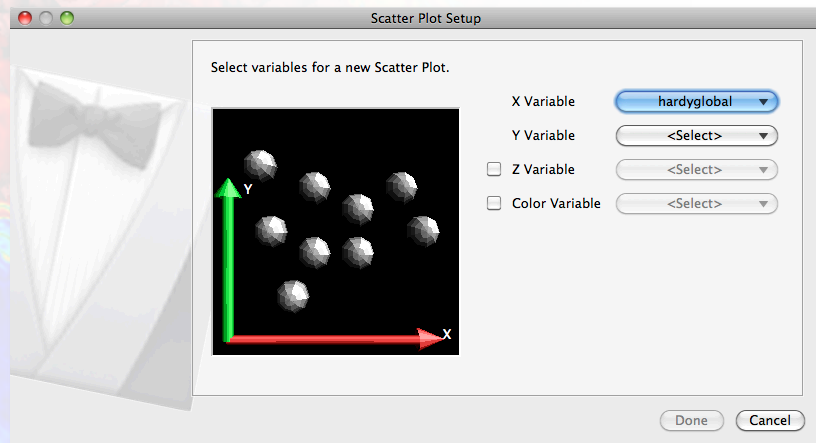 Scatter Plot Setup
Select variables for a new Scatter Plot.
X Variable hardyglobal
Y Variable <Select>
Z Variable <Select>
Color Variable <Select>
Y
X
Done Cancel